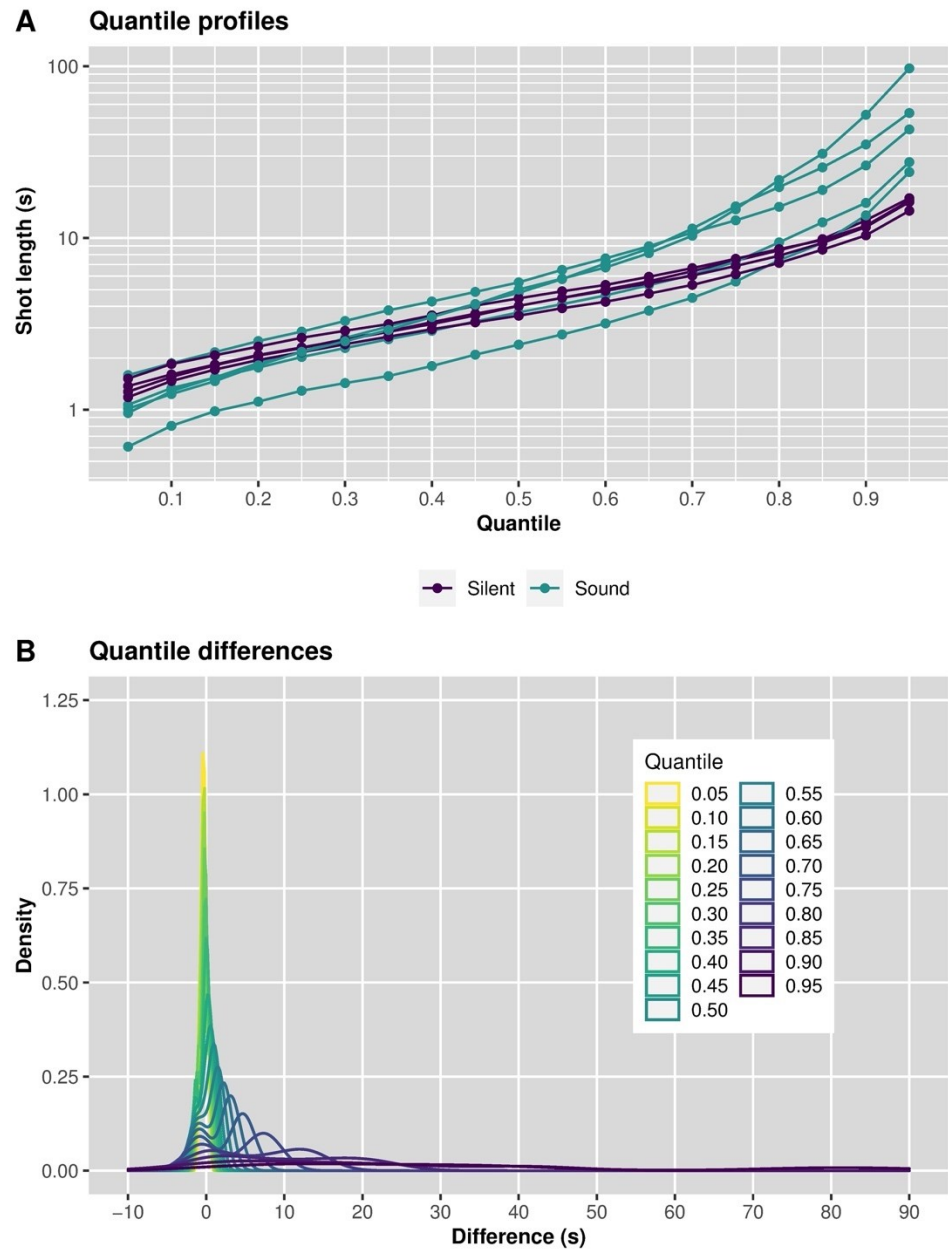 A Quantile profiles
100
10
1
Shot length (s)
0.1 0.2 0.3 0.4 0.5 0.6 0.7 0.8 0.9
Quantile
Silent Sound
B Quantile differences
1.25
1.00
0.75
0.50
0.25
0.00
Density
Quantile
0.05 0.55
0.10 0.60
0.15 0.65
0.20 0.70
0.25 0.75
0.30 0.80
0.35 0.85
0.40 0.90
0.45 0.95
0.50
−10 0 10 20 30 40 50 60 70 80 90
Difference (s)